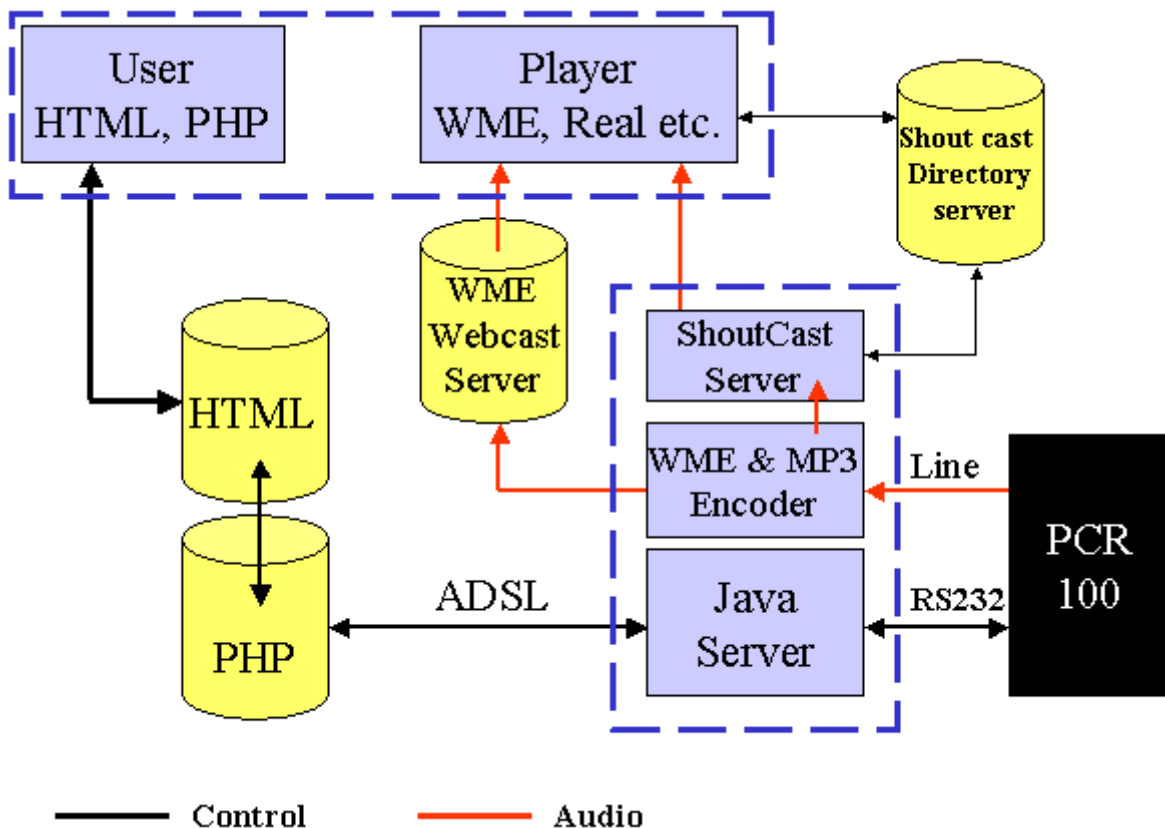 User
HTML, PHP
Player
WME, Real etc.
Shout cast
Directory
server
WME
Webcast
Server
ShoutCast
Server
HTML
WME & MP3
Encoder
Line
PCR
100
PHP
ADSL
Java
Server
RS232
Control
Audio